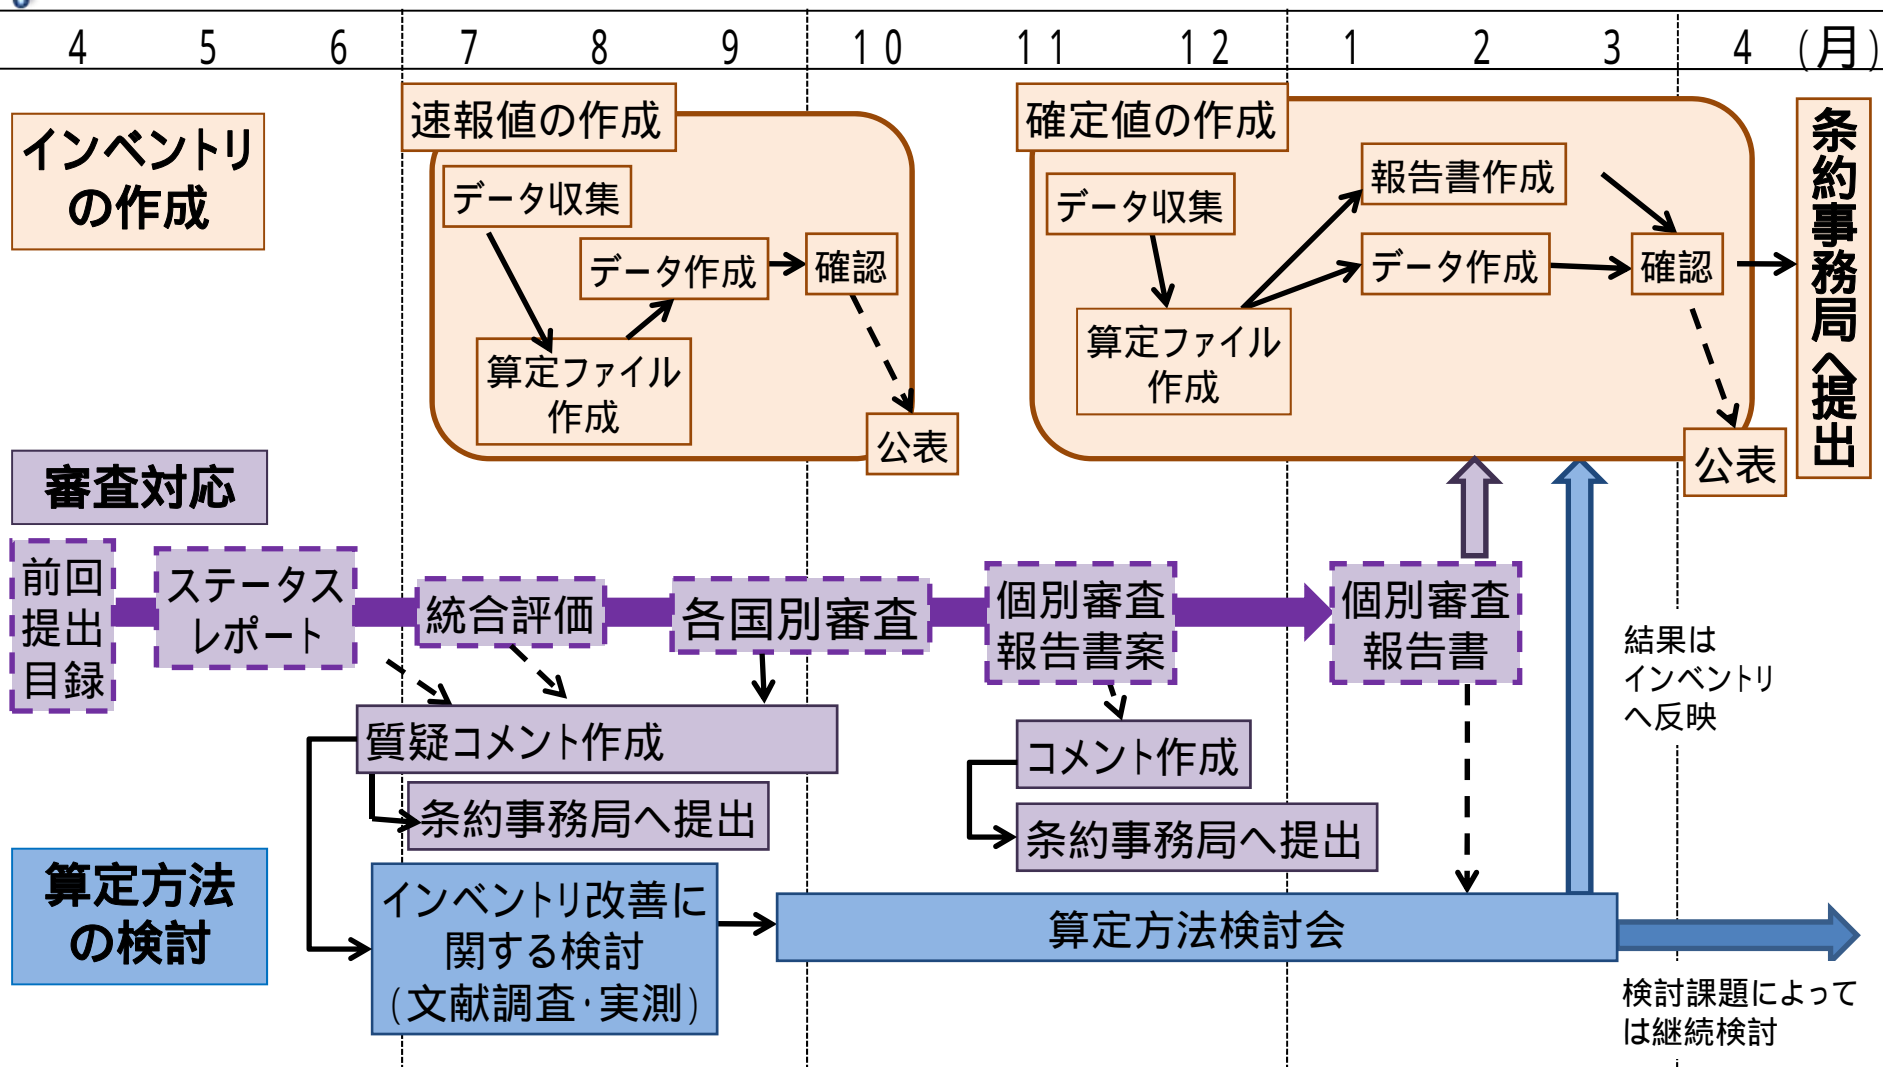 4 5 6 7 8 9 10 11 12 1 2 3 4 (月)
インベントリ
の作成
速報値の作成
データ収集
データ作成
確認
算定ファイル
作成
公表
確定値の作成
データ収集
報告書作成
データ作成
確認
算定ファイル
作成
公表
条約事務局へ提出
審査対応
前回
提出
目録
ステータス
レポート
統合評価
各国別審査
個別審査
報告書案
個別審査
報告書
質疑コメント作成
条約事務局へ提出
コメント作成
条約事務局へ提出
結果は
インベントリ
へ反映
算定方法
の検討
インベントリ改善に
関する検討
(文献調査・実測)
算定方法検討会
検討課題によって
は継続検討